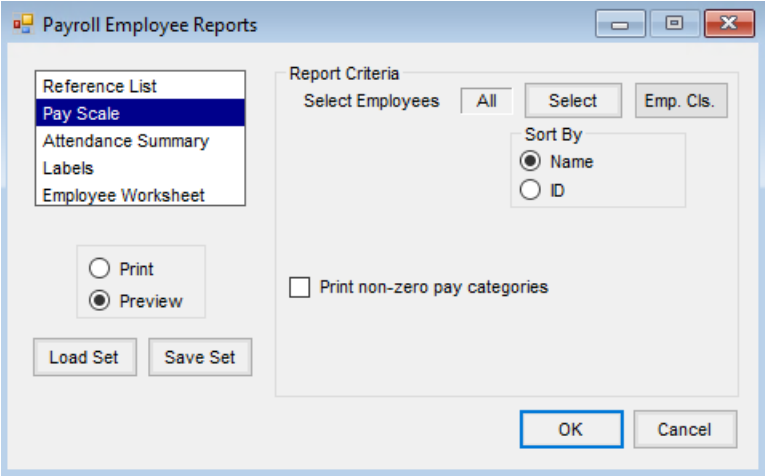 Payroll Employee Reports
Reference List
Pay Scale
Attendance Summary
Labels
Employee Worksheet
Print
Preview
Load Set Save Set
Report Criteria
Select Employees All Select Emp. Cls.
Sort By
Name
ID
Print non-zero pay categories
OK Cancel